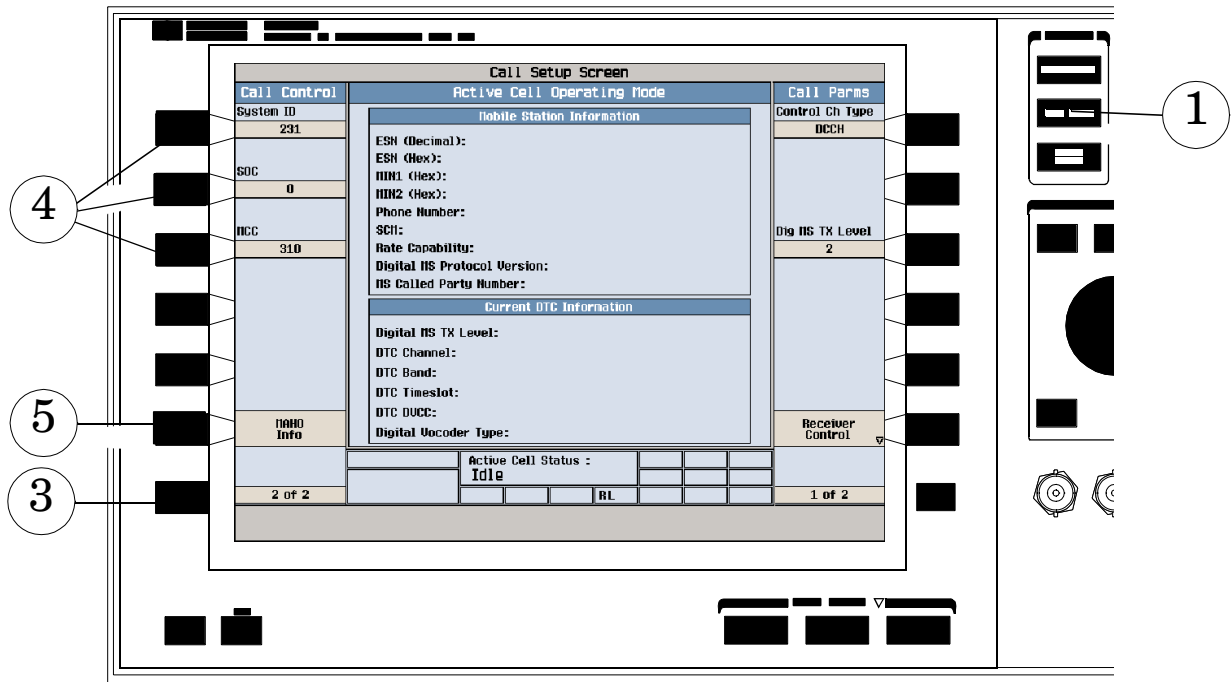 Call Setup Screen
Call Control
Active Cell Operating Mode
Call Parms
System ID
231
SOC
0
MCC
310
MAHO
Info
2 of 2
Mobile Station Information
ESN (Decimal):
ESN (Hex):
MIN1 (Hex):
MIN2 (Hex):
Phone Number:
SCM:
Rate Capability:
Digital MS Protocol Version:
MS Called Party Number:
Current DTC Information
Digital MS TX Level:
DTC Channel:
DTC Band:
DTC Timeslot:
DTC DVCC:
Digital Vocoder Type:
Active Cell Status :
Idle
RL
Control Ch Type
DCCH
Dig MS TX Level
2
Receiver
Control
1 of 2
1
4
5
3